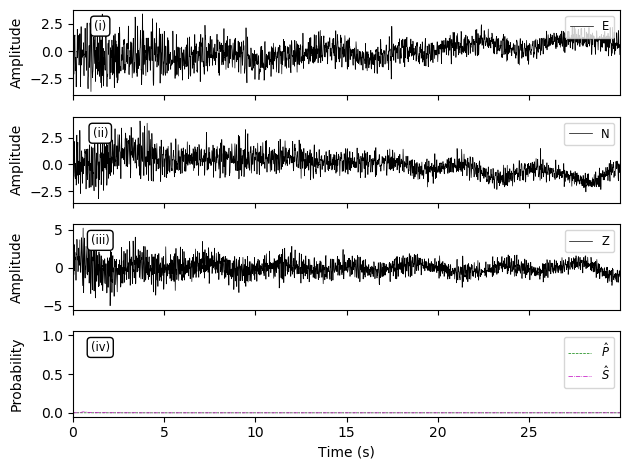 Amplitude
2.5
0.0
−2.5
(i)
E
Amplitude
2.5
0.0
−2.5
(ii)
N
Amplitude
5
0
−5
(iii)
Z
Probability
1.0
0.5
0.0
(iv)
P̂
Ŝ
0 5 10 15 20 25
Time (s)